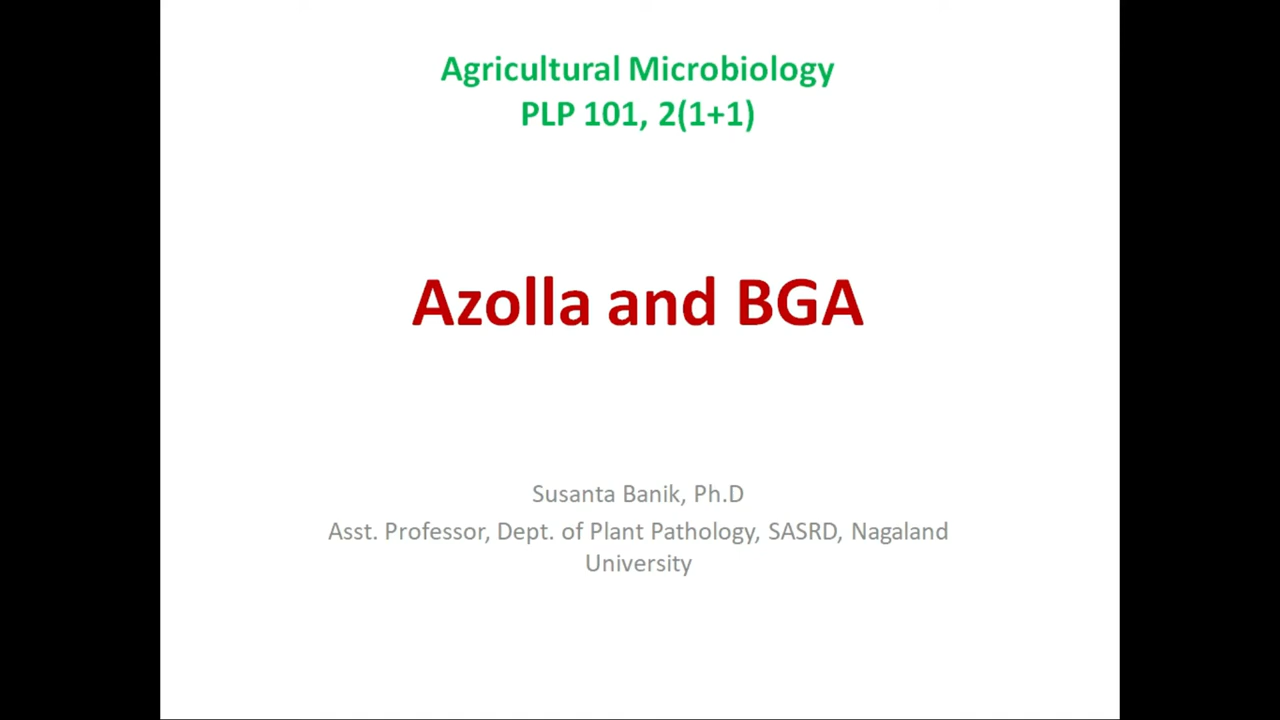 Agricultural Microbiology
PLP 101, 2(1+1)
Azolla and BGA
Susanta Banik, Ph.D
Asst. Professor, Dept. of Plant Pathology, SASRD, Nagaland
University